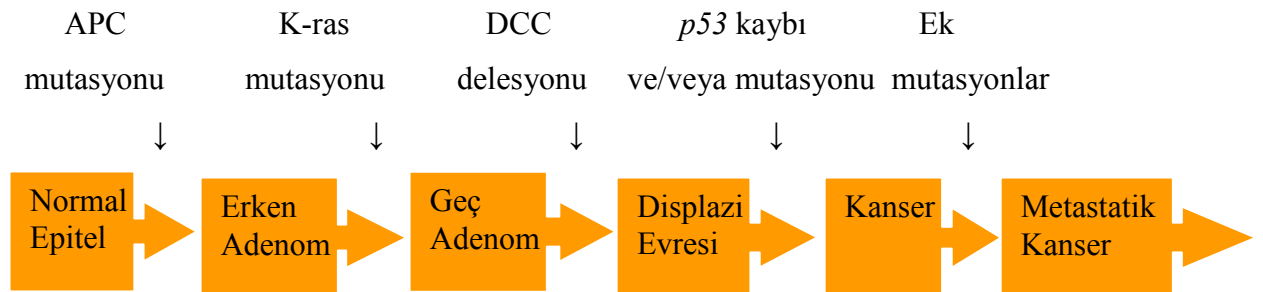 APC
mutasyonu
K-ras
mutasyonu
DCC
delesyonu
p53 kaybı
ve/veya mutasyonu
Ek
mutasyonlar
↓ ↓ ↓ ↓ ↓
Normal
Epitel
Erken
Adenom
Geç
Adenom
Displazi
Evresi
Kanser
Metastatik
Kanser